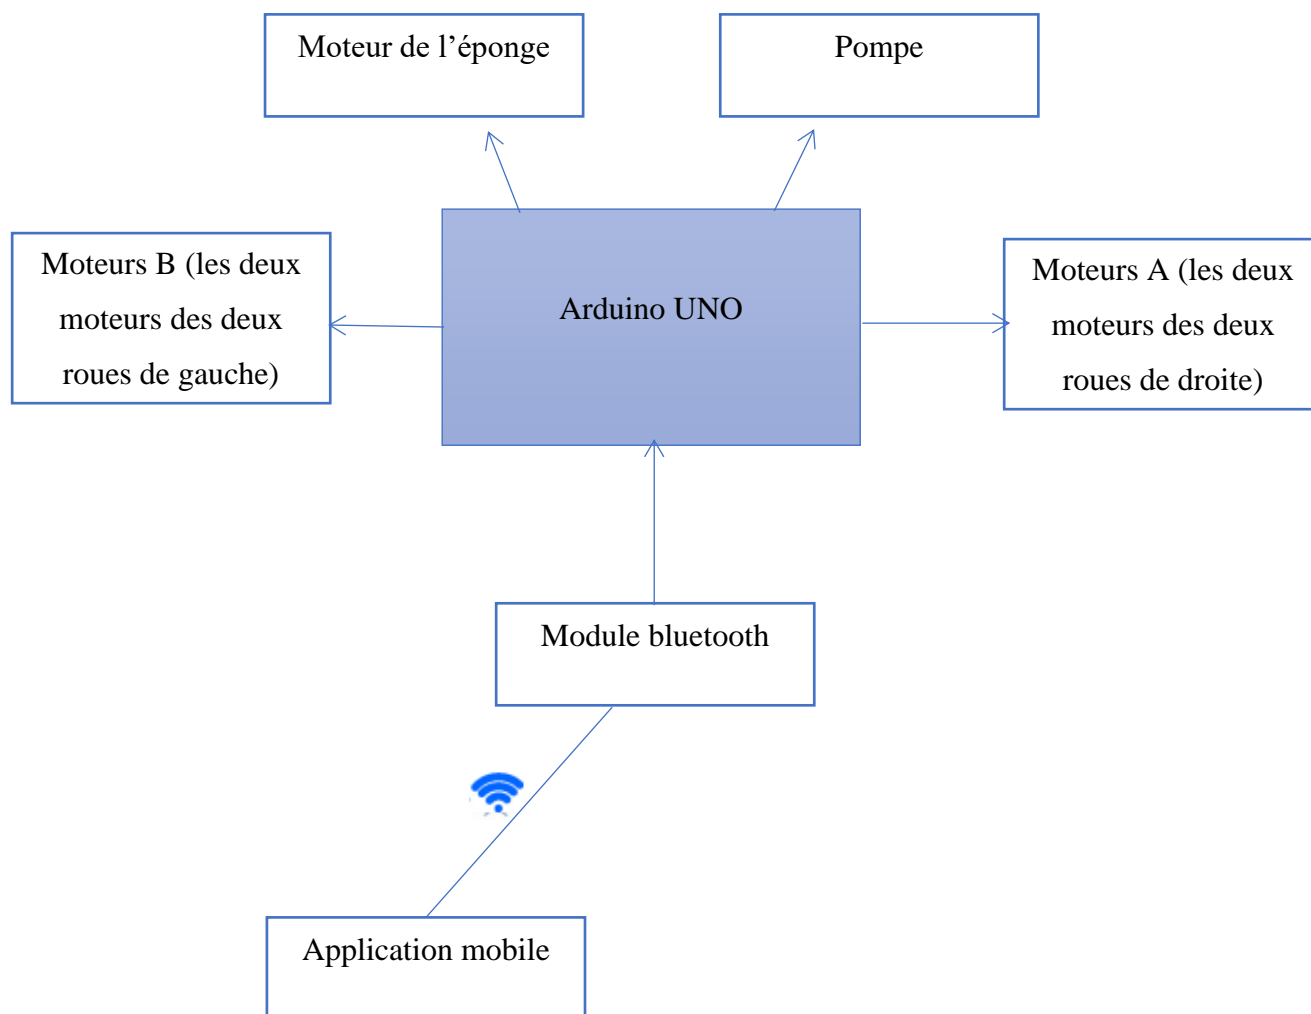 Moteur de l’éponge
Pompe
Moteurs B (les deux
moteurs des deux
roues de gauche)
Arduino UNO
Moteurs A (les deux
moteurs des deux
roues de droite)
Module bluetooth
Application mobile